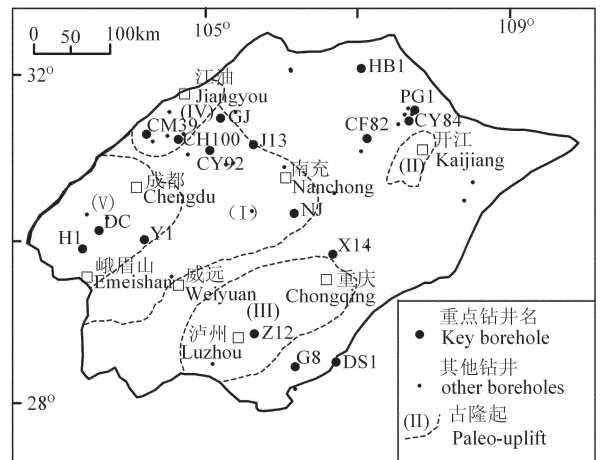 105° 109°
0 50 100km
32°
HB1
江油
Jiangyou
PG1
(IV)
GJ
CY84
CM39
CF82
开江
CH100
J13
(II)
Kaijiang
CY92
南充
成都
Nanchong
Chengdu
(V)
(I)
NJ
DC
H1
Y1
X14
峨眉山
威远
重庆
Emeishan
Weiyuan
Chongqing
(III)
泸州
Z12
Luzhou
G8
DS1
28°
重点钻井名
Key borehole
其他钻井
other boreholes
(II) 古隆起
Paleo-uplift